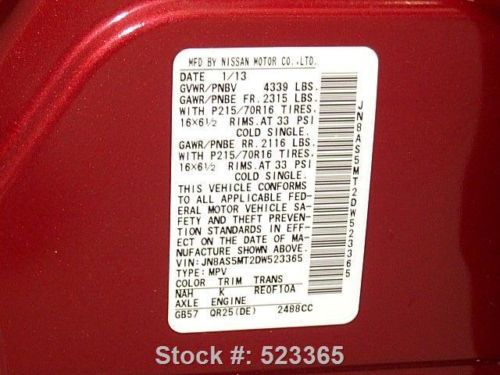 MFD BY NISSAN MOTOR CO.,LTD.
DATE 1/13
GVWR/PNBV 4339 LBS.
GAWR/PNBE FR.2315 LBS.
WITH P215/70R16 TIRES.
16×6½ RIMS.AT 33 PSI
COLD SINGLE.
GAWR/PNBE RR.2116 LBS.
WITH P215/70R16 TIRES.
16×6½ RIMS.AT 33 PSI
COLD SINGLE.
THIS VEHICLE CONFORMS
TO ALL APPLICABLE FED-
ERAL MOTOR VEHICLE SA-
FETY AND THEFT PREVEN-
TION STANDARDS IN EFF-
ECT ON THE DATE OF MA-
NUFACTURE SHOWN ABOVE.
VIN:JN8AS5MT2DW523365
TYPE:MPV
COLOR TRIM TRANS
NAH K RE0F10A
AXLE ENGINE
GB57 QR25(DE) 2488CC
JN8AS5MT2DW523365
Stock #: 523365